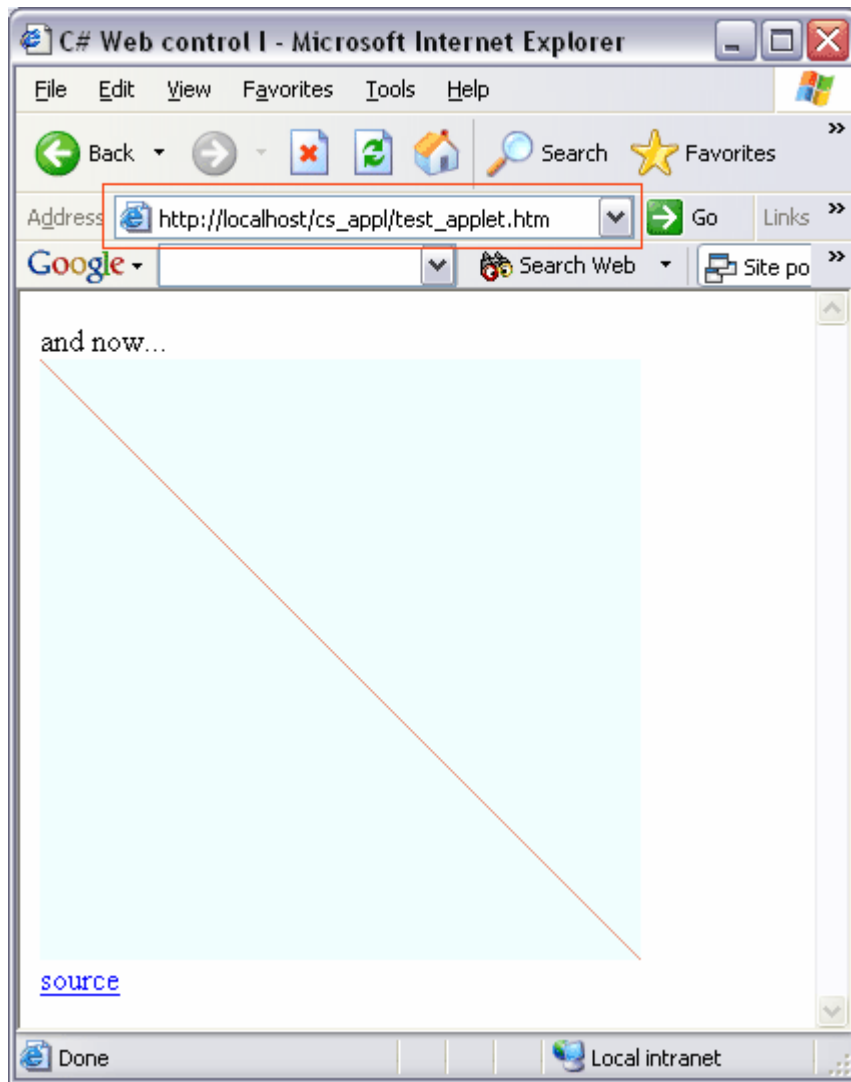 C# Web control I - Microsoft Internet Explorer
File Edit View Favorites Tools Help
Back Search Favorites »
Address http://localhost/cs_appl/test_applet.htm Go Links »
Google Search Web Site po »
and now...
source
Done Local intranet